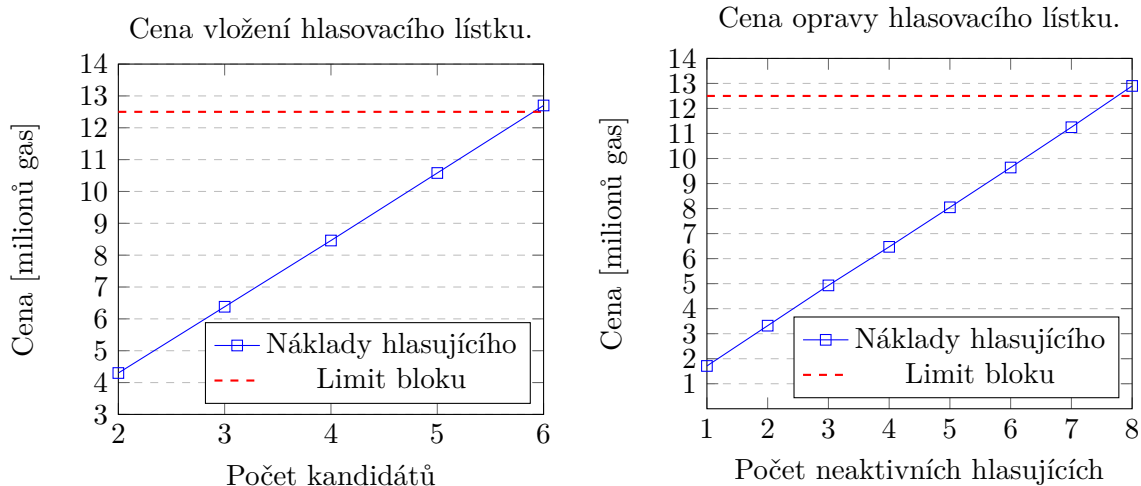 Cena vložení hlasovacího lístku.
14
13
12
11
10
9
8
7
6
5
4
3
2 3 4 5 6
Cena [milionů gas]
Počet kandidátů
Náklady hlasujícího
Limit bloku
Cena opravy hlasovacího lístku.
14
13
12
11
10
9
8
7
6
5
4
3
2
1
1 2 3 4 5 6 7 8
Cena [milionů gas]
Počet neaktivních hlasujících
Náklady hlasujícího
Limit bloku